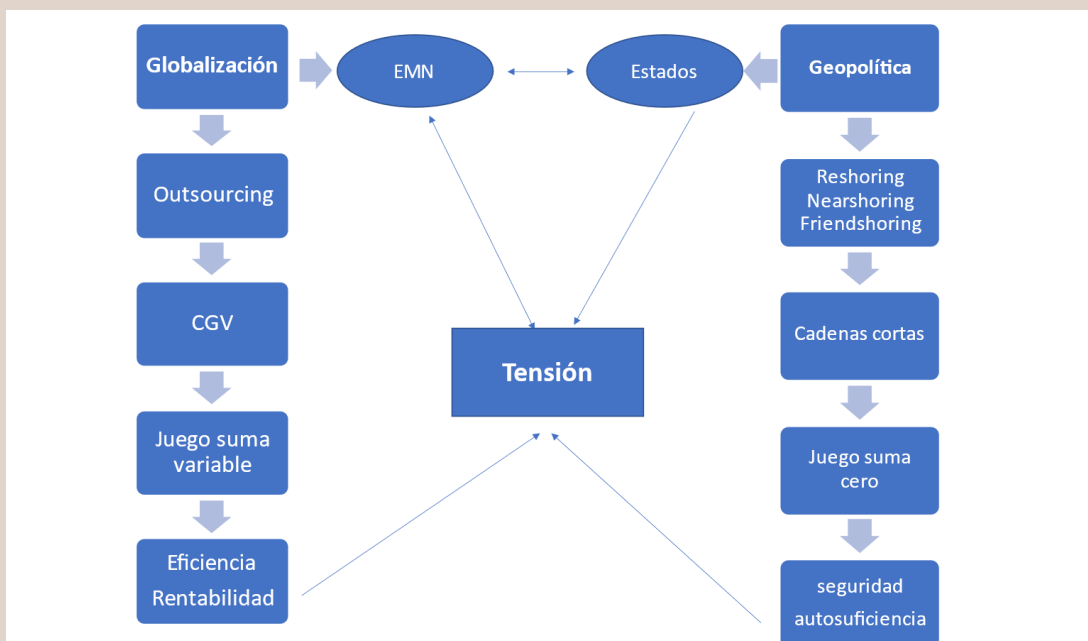 Globalización
EMN
Estados
Geopolítica
Outsourcing
Reshoring
Nearshoring
Friendshoring
CGV
Cadenas cortas
Tensión
Juego suma
variable
Juego suma
cero
Eficiencia
Rentabilidad
seguridad
autosuficiencia